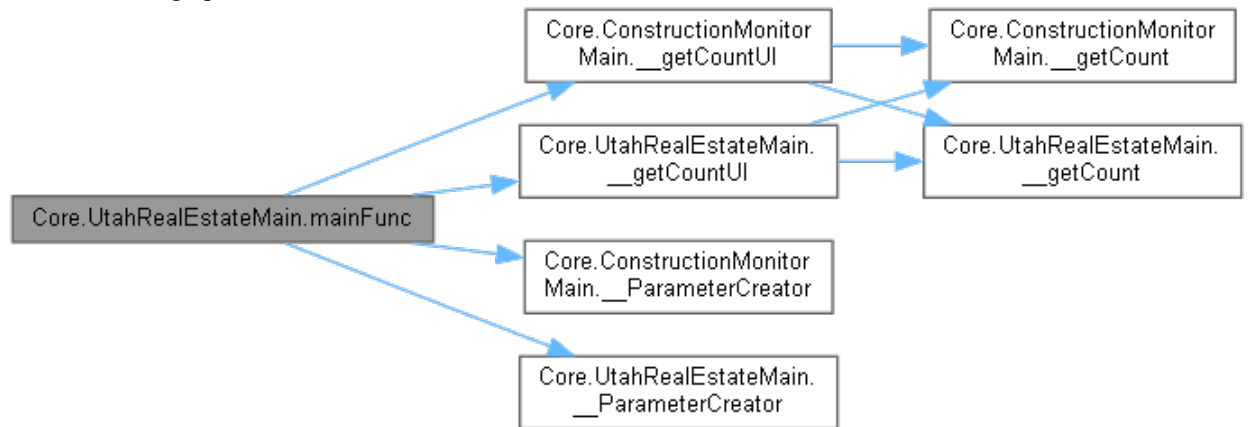 Core.ConstructionMonitor
Main.__getCountUI
Core.ConstructionMonitor
Main.__getCount
Core.UtahRealEstateMain.
__getCountUI
Core.UtahRealEstateMain.
__getCount
Core.UtahRealEstateMain.mainFunc
Core.ConstructionMonitor
Main.__ParameterCreator
Core.UtahRealEstateMain.
__ParameterCreator